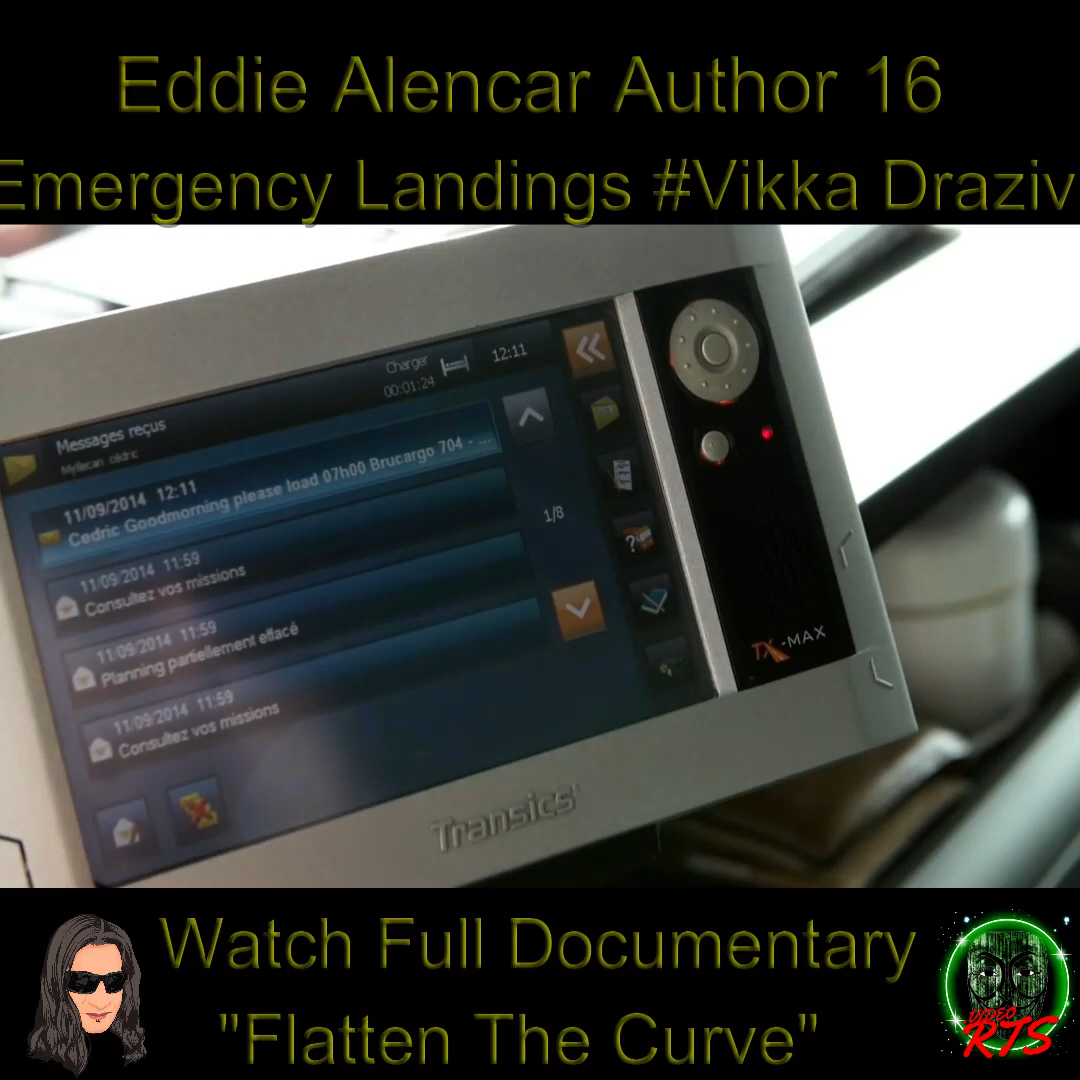 Eddie Alencar Author 16
Emergency Landings #Vikka Draziv
Charger
00:01:24
12:11
Messages reçus
Myllecan cédric
11/09/2014 12:11
Cedric Goodmorning please load 07h00 Brucargo 704 - ...
1/8
11/09/2014 11:59
Consultez vos missions
11/09/2014 11:59
Planning partiellement effacé
11/09/2014 11:59
Consultez vos missions
TX-MAX
Transics
Watch Full Documentary
"Flatten The Curve"
VIDEO
RTS